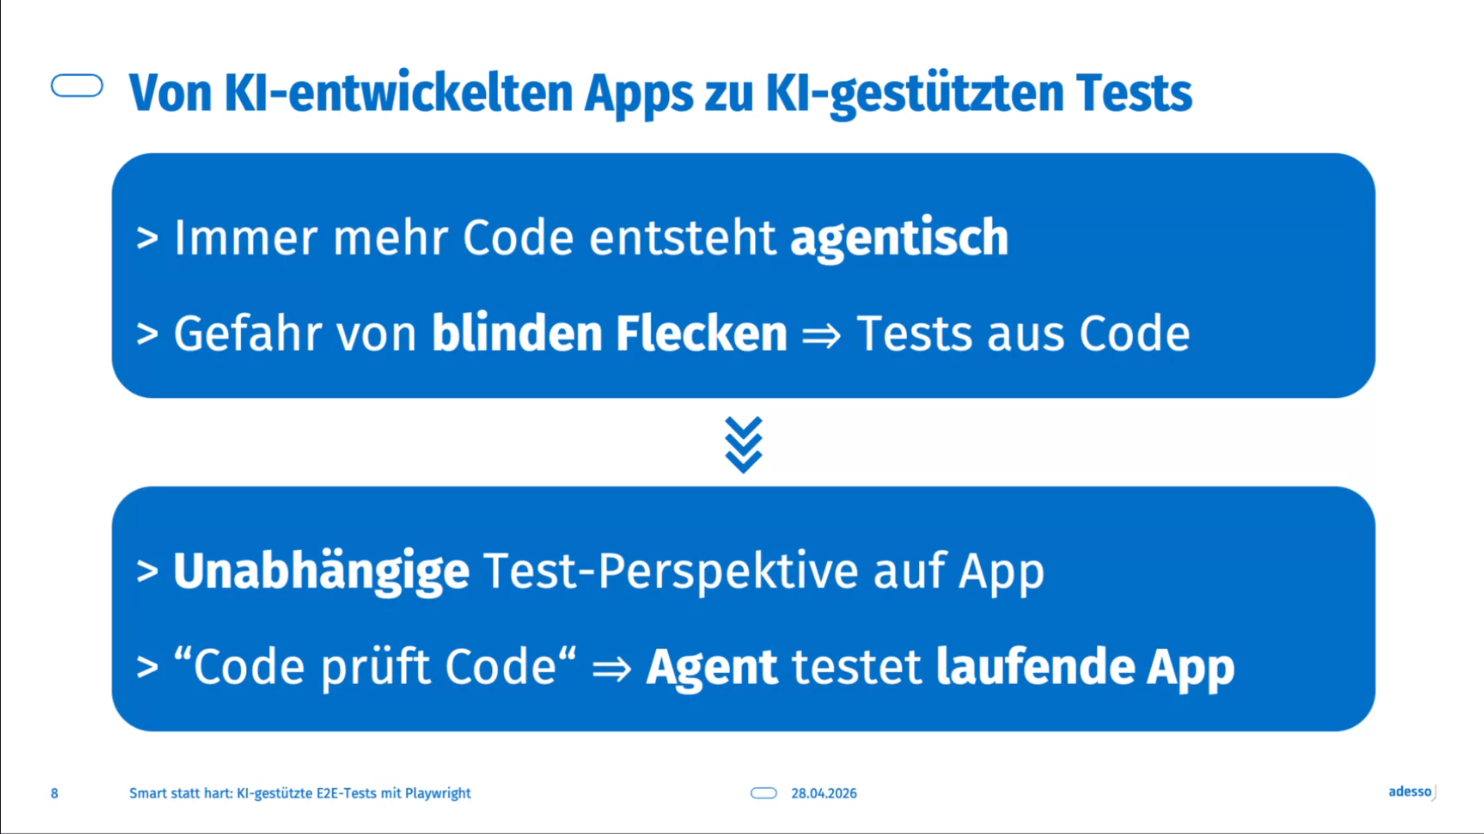 Von KI-entwickelten Apps zu KI-gestützten Tests
> Immer mehr Code entsteht agentisch
> Gefahr von blinden Flecken ⇒ Tests aus Code
> Unabhängige Test-Perspektive auf App
> “Code prüft Code“ ⇒ Agent testet laufende App
8 Smart statt hart: KI-gestützte E2E-Tests mit Playwright 28.04.2026 adesso